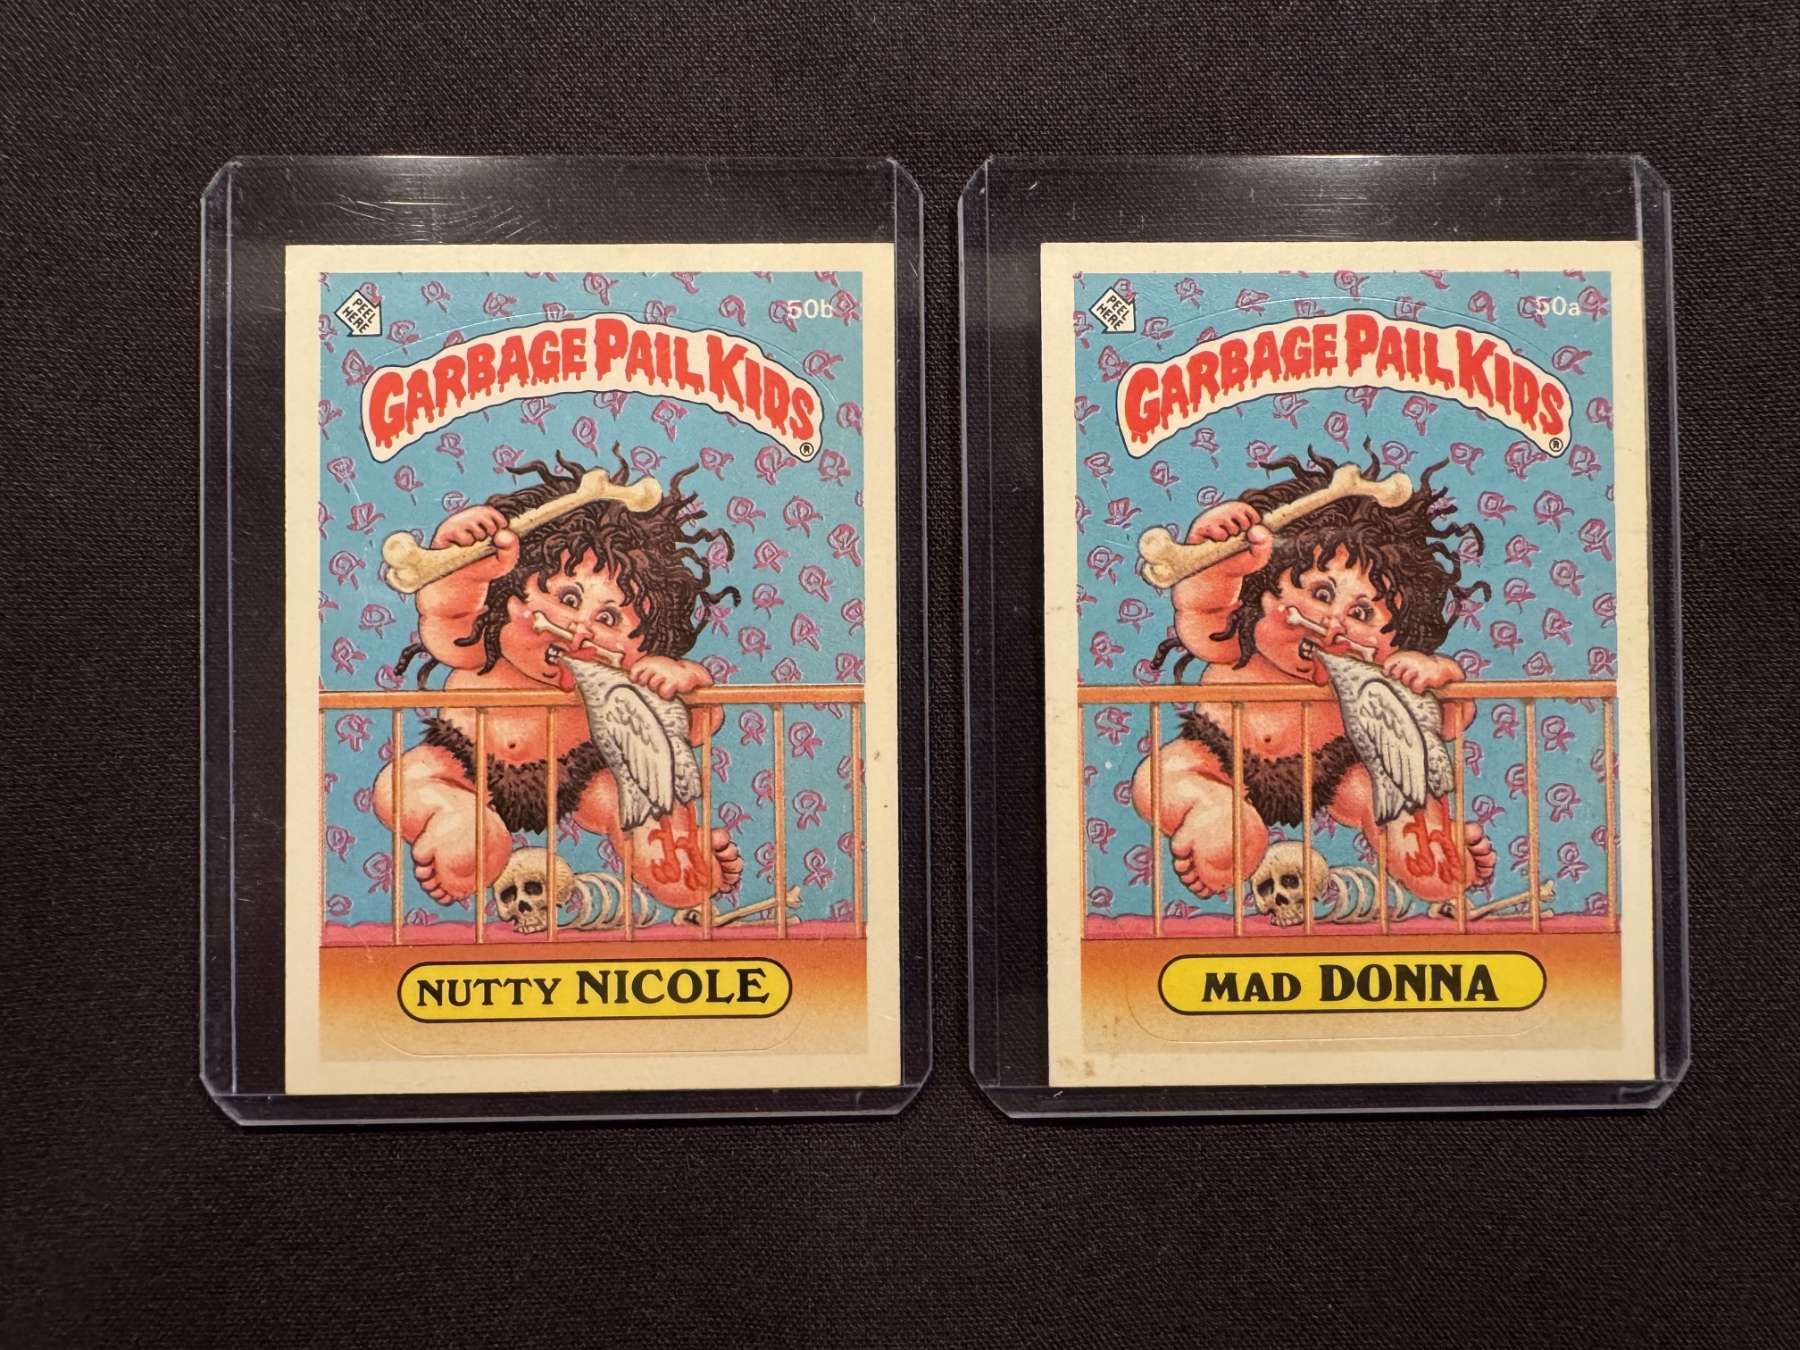 PEEL
HERE
50b
GARBAGE PAIL KIDS
®
NUTTY NICOLE
PEEL
HERE
50a
GARBAGE PAIL KIDS
®
MAD DONNA